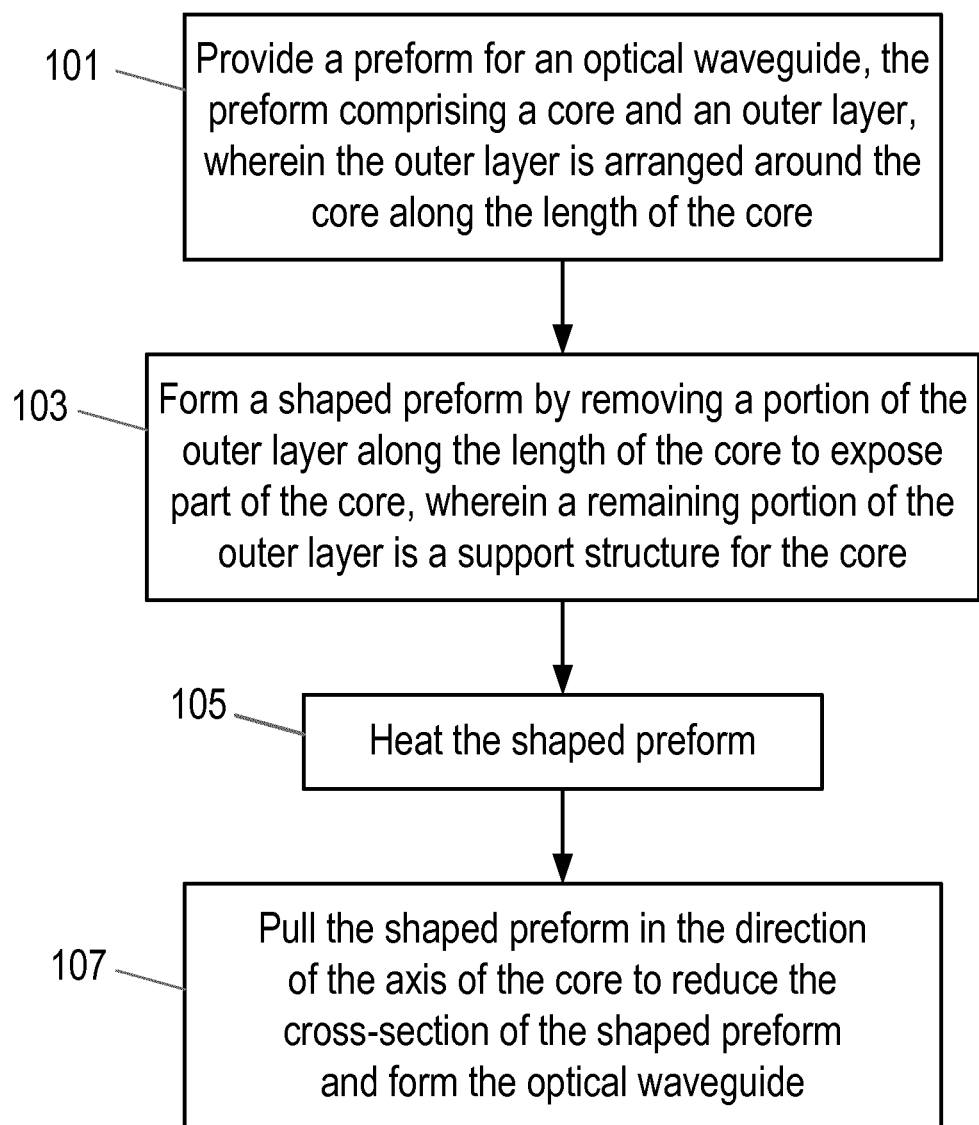 101
Provide a preform for an optical waveguide, the
preform comprising a core and an outer layer,
wherein the outer layer is arranged around the
core along the length of the core
103
Form a shaped preform by removing a portion of the
outer layer along the length of the core to expose
part of the core, wherein a remaining portion of the
outer layer is a support structure for the core
105
Heat the shaped preform
107
Pull the shaped preform in the direction
of the axis of the core to reduce the
cross-section of the shaped preform
and form the optical waveguide